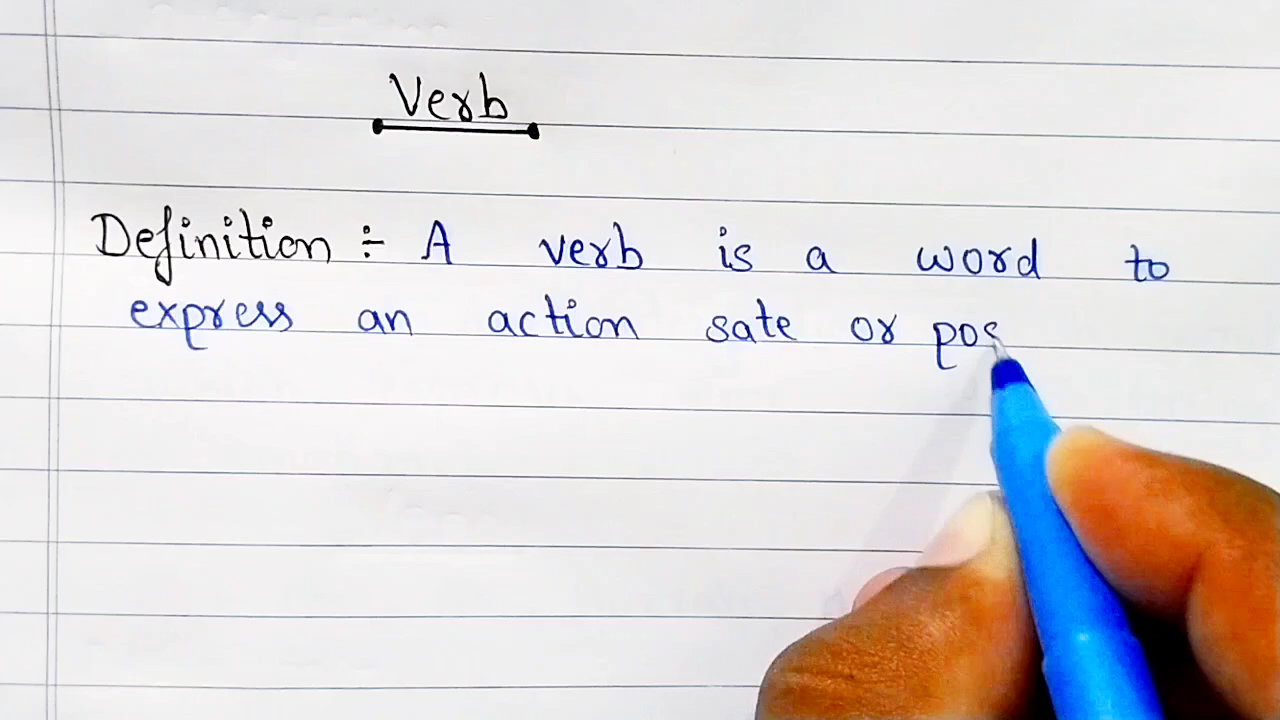 Verb
Definition ÷ A verb is a word to
express an action sate or pos